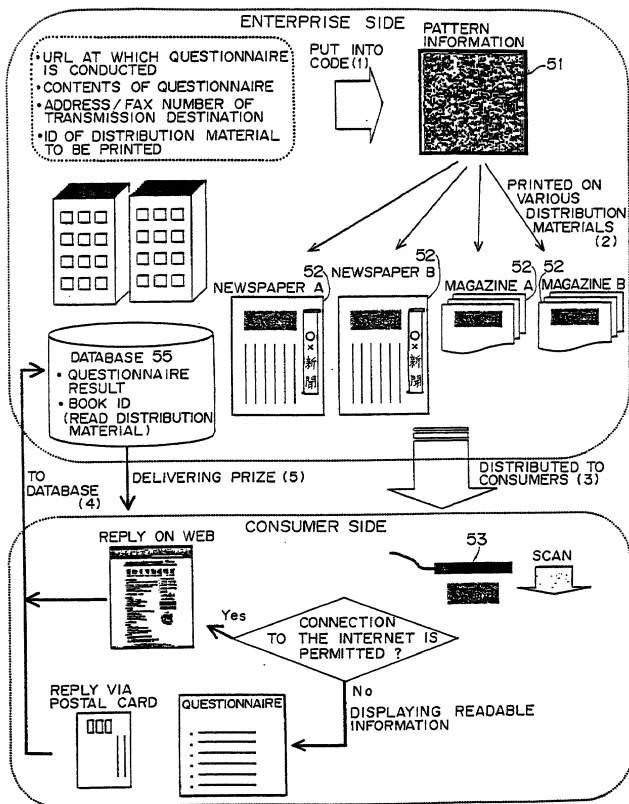 ENTERPRISE SIDE
• URL AT WHICH QUESTIONNAIRE
IS CONDUCTED
• CONTENTS OF QUESTIONNAIRE
• ADDRESS/FAX NUMBER OF
TRANSMISSION DESTINATION
• ID OF DISTRIBUTION MATERIAL
TO BE PRINTED
PUT INTO
CODE(1)
PATTERN
INFORMATION
51
PRINTED ON
VARIOUS
DISTRIBUTION
MATERIALS
(2)
52
NEWSPAPER A
52
NEWSPAPER B
52
MAGAZINE A
52
MAGAZINE B
○×新聞
○×新聞
DATABASE 55
• QUESTIONNAIRE
RESULT
• BOOK ID
(READ DISTRIBUTION
MATERIAL)
TO
DATABASE
(4)
DELIVERING PRIZE (5)
DISTRIBUTED TO
CONSUMERS (3)
CONSUMER SIDE
REPLY ON WEB
53
SCAN
Yes
CONNECTION
TO THE INTERNET IS
PERMITTED ?
No
DISPLAYING READABLE
INFORMATION
REPLY VIA
POSTAL CARD
QUESTIONNAIRE